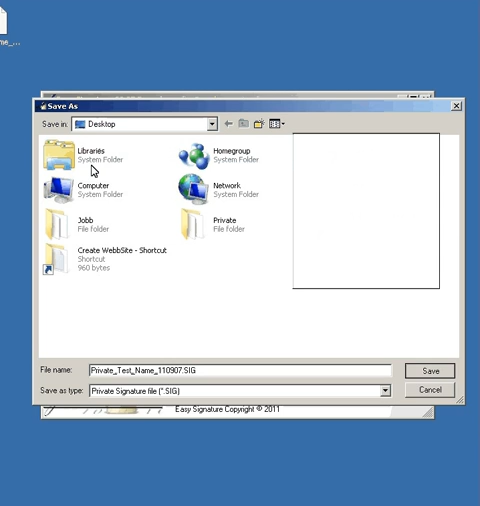 me_...
Save As
Save in:
Desktop
Libraries
System Folder
Homegroup
System Folder
Computer
System Folder
Network
System Folder
Jobb
File folder
Private
File folder
Create WebbSite - Shortcut
Shortcut
960 bytes
File name:
Private_Test_Name_110907.SIG
Save
Save as type:
Private Signature file (*.SIG)
Cancel
Easy Signature Copyright © 2011